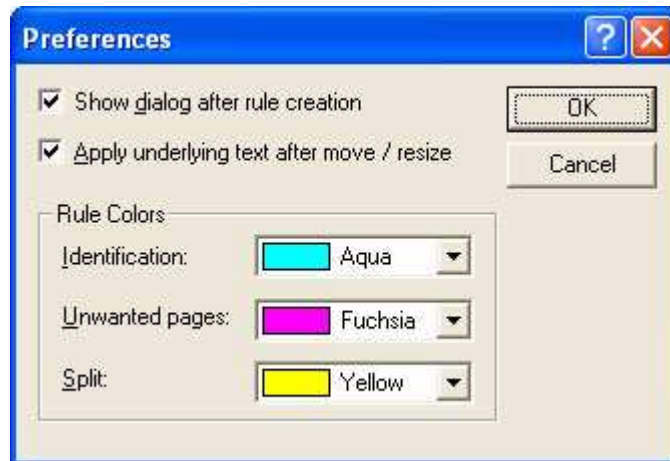 Preferences
Show dialog after rule creation
OK
Apply underlying text after move / resize
Cancel
Rule Colors
Identification: Aqua
Unwanted pages: Fuchsia
Split: Yellow